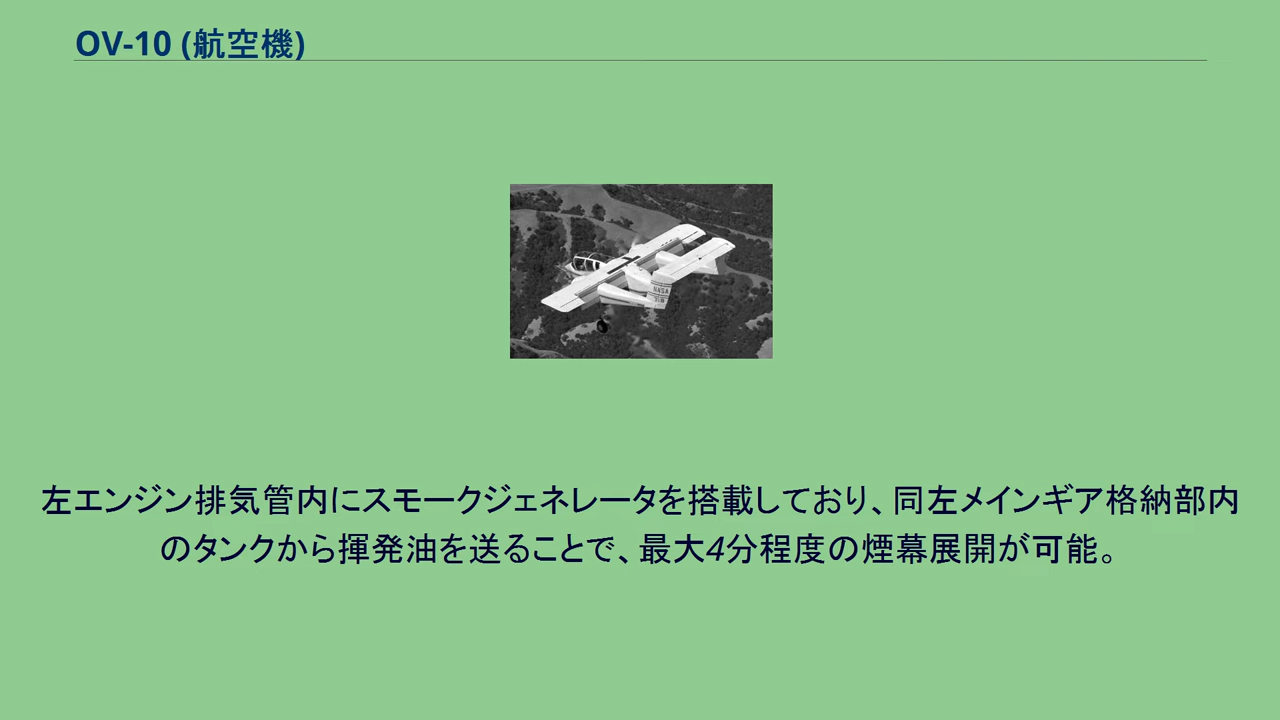 OV-10 (航空機)
NASA
左エンジン排気管内にスモークジェネレータを搭載しており、同左メインギア格納部内
のタンクから揮発油を送ることで、最大4分程度の煙幕展開が可能。